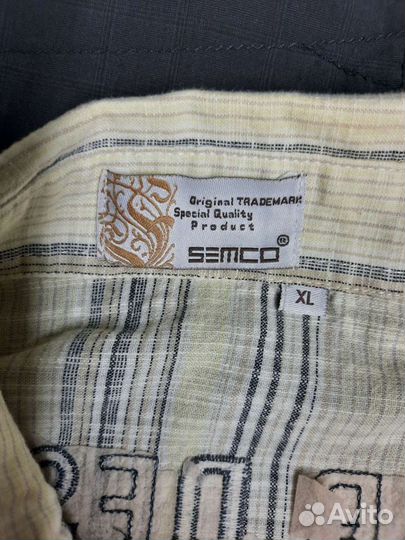 Original TRADEMARK
Special Quality
Product
SEMCO®
XL
Avito